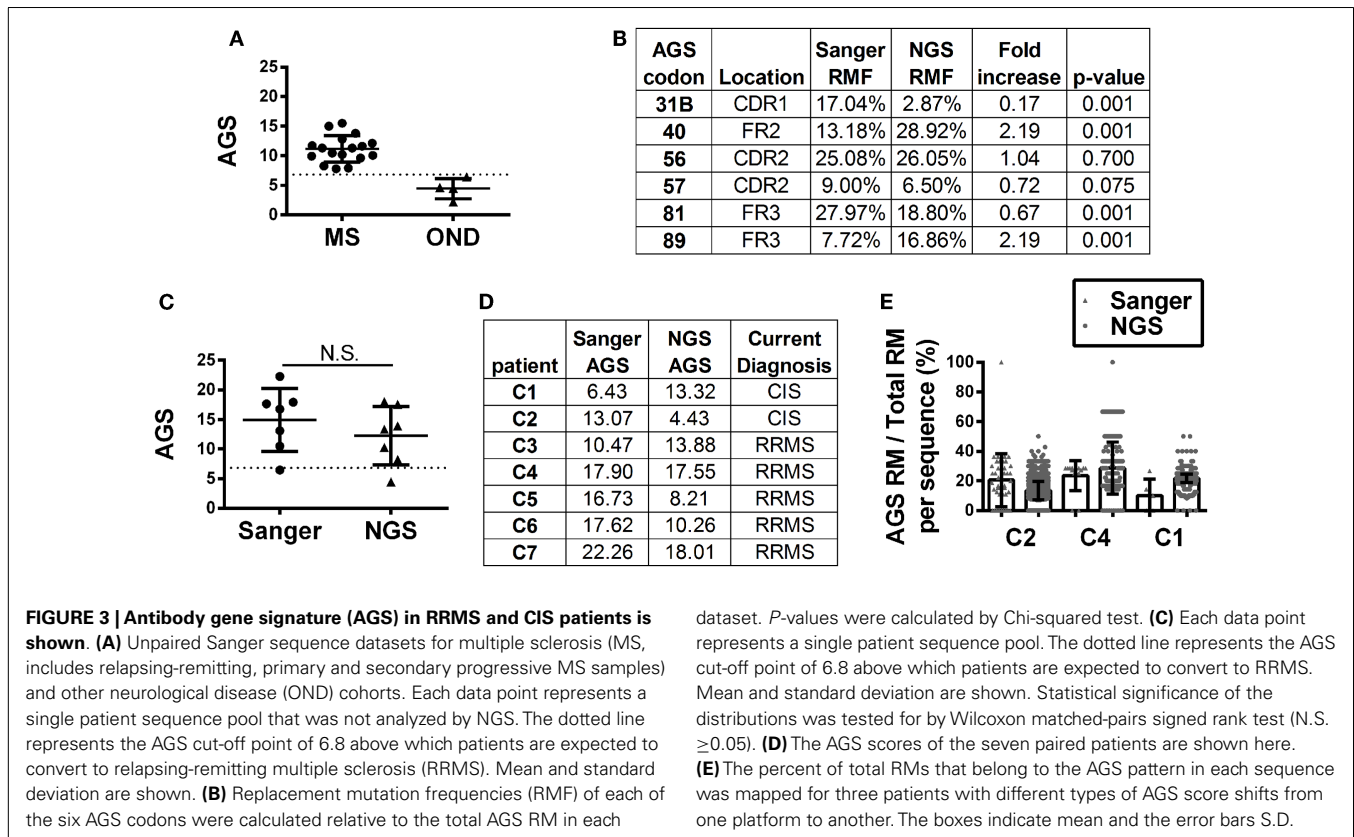 A
AGS
25
20
15
10
5
0
MS OND
B
AGS codon Location Sanger RMF NGS RMF Fold increase p-value
31B CDR1 17.04% 2.87% 0.17 0.001
40 FR2 13.18% 28.92% 2.19 0.001
56 CDR2 25.08% 26.05% 1.04 0.700
57 CDR2 9.00% 6.50% 0.72 0.075
81 FR3 27.97% 18.80% 0.67 0.001
89 FR3 7.72% 16.86% 2.19 0.001
C
AGS
N.S.
25
20
15
10
5
0
Sanger NGS
D
patient Sanger AGS NGS AGS Current Diagnosis
C1 6.43 13.32 CIS
C2 13.07 4.43 CIS
C3 10.47 13.88 RRMS
C4 17.90 17.55 RRMS
C5 16.73 8.21 RRMS
C6 17.62 10.26 RRMS
C7 22.26 18.01 RRMS
E
Sanger
NGS
AGS RM / Total RM
per sequence (%)
100
80
60
40
20
0
C2 C4 C1
FIGURE 3 | Antibody gene signature (AGS) in RRMS and CIS patients is
shown. (A) Unpaired Sanger sequence datasets for multiple sclerosis (MS,
includes relapsing-remitting, primary and secondary progressive MS samples)
and other neurological disease (OND) cohorts. Each data point represents a
single patient sequence pool that was not analyzed by NGS. The dotted line
represents the AGS cut-off point of 6.8 above which patients are expected to
convert to relapsing-remitting multiple sclerosis (RRMS). Mean and standard
deviation are shown. (B) Replacement mutation frequencies (RMF) of each of
the six AGS codons were calculated relative to the total AGS RM in each
dataset. P-values were calculated by Chi-squared test. (C) Each data point
represents a single patient sequence pool. The dotted line represents the AGS
cut-off point of 6.8 above which patients are expected to convert to RRMS.
Mean and standard deviation are shown. Statistical significance of the
distributions was tested for by Wilcoxon matched-pairs signed rank test (N.S.
≥0.05). (D) The AGS scores of the seven paired patients are shown here.
(E) The percent of total RMs that belong to the AGS pattern in each sequence
was mapped for three patients with different types of AGS score shifts from
one platform to another. The boxes indicate mean and the error bars S.D.